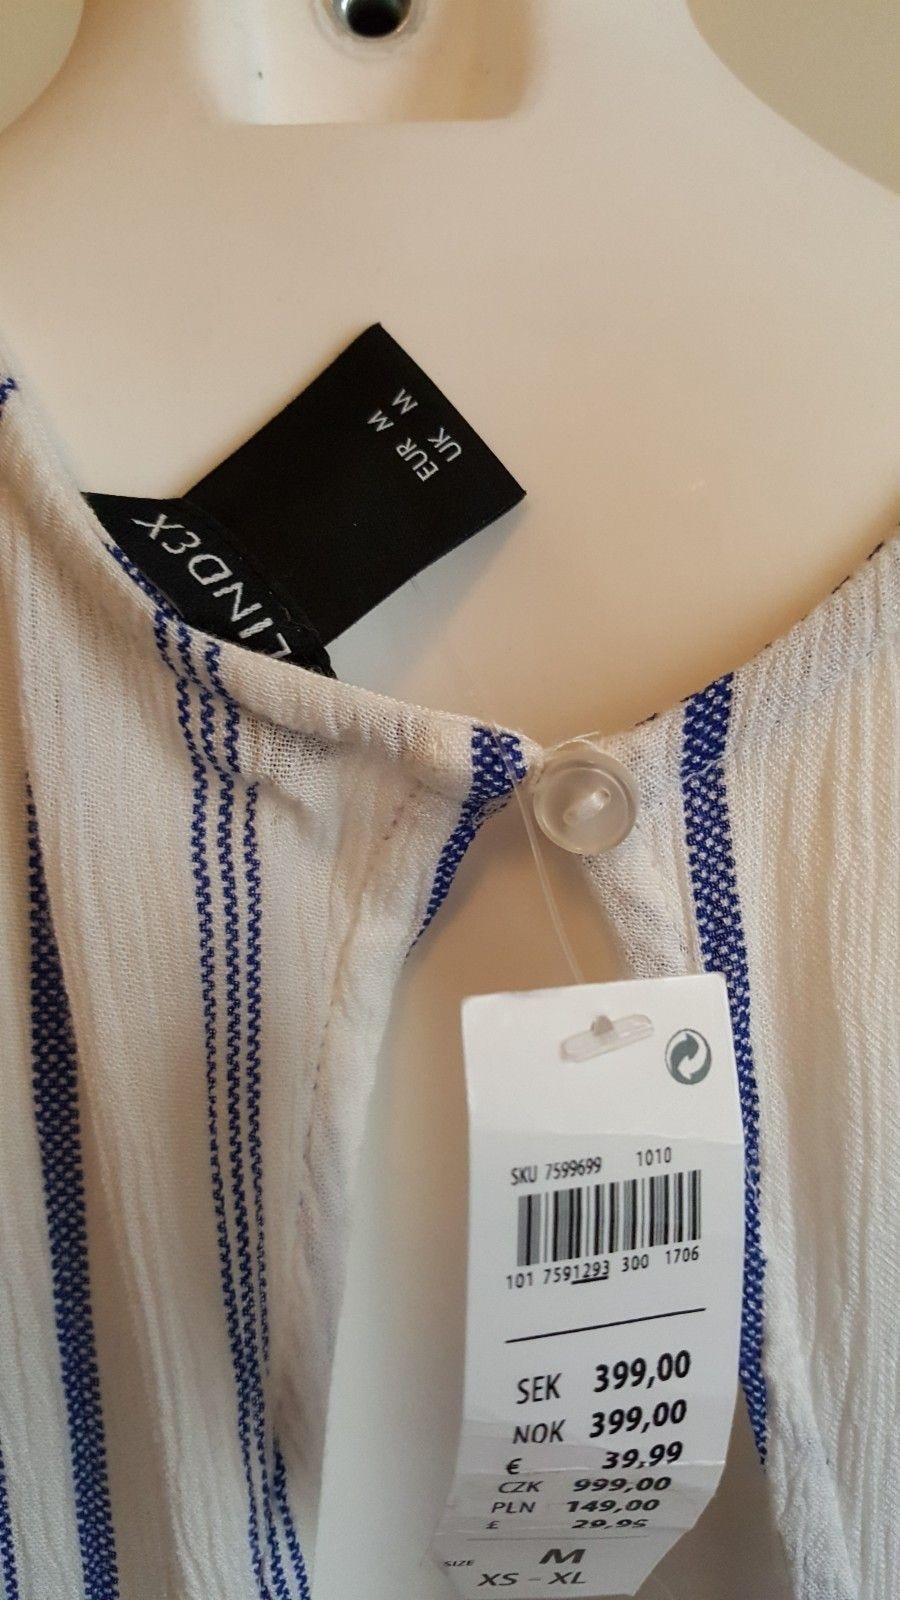 EUR M
UK M
LINDEX
SKU 7599699 1010
101 7591293 300 1706
SEK 399,00
NOK 399,00
€ 39,99
CZK 999,00
PLN 149,00
£ 29,95
SIZE M
XS - XL